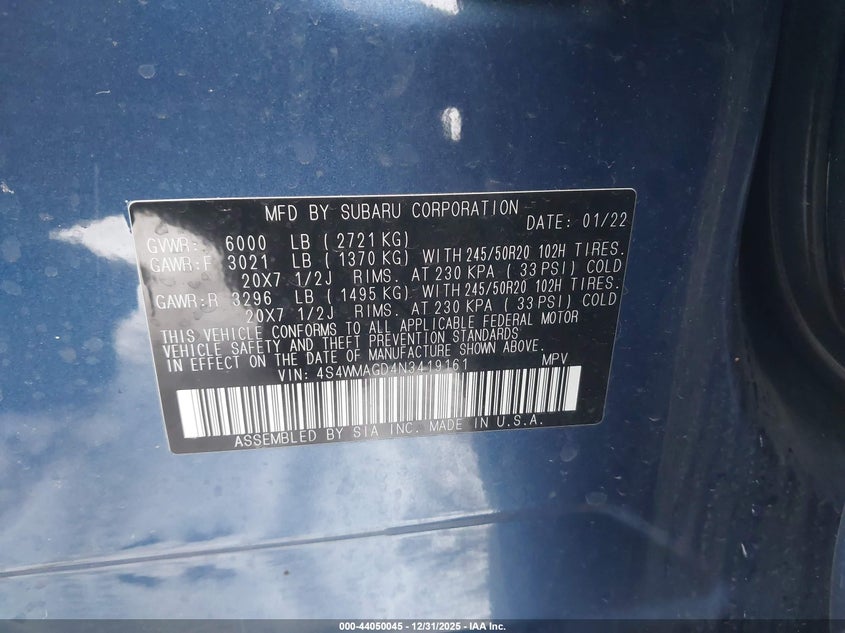 MFD BY SUBARU CORPORATION DATE: 01/22
GVWR: 6000 LB ( 2721 KG)
GAWR:F 3021 LB ( 1370 KG) WITH 245/50R20 102H TIRES.
20X7 1/2J RIMS. AT 230 KPA ( 33 PSI) COLD
GAWR:R 3296 LB ( 1495 KG) WITH 245/50R20 102H TIRES.
20X7 1/2J RIMS. AT 230 KPA ( 33 PSI) COLD
THIS VEHICLE CONFORMS TO ALL APPLICABLE FEDERAL MOTOR
VEHICLE SAFETY AND THEFT PREVENTION STANDARDS
IN EFFECT ON THE DATE OF MANUFACTURE SHOWN ABOVE.
VIN: 4S4WMAGD4N3419161 MPV
ASSEMBLED BY SIA INC. MADE IN U.S.A.
000-44050045 - 12/31/2025 - IAA Inc.